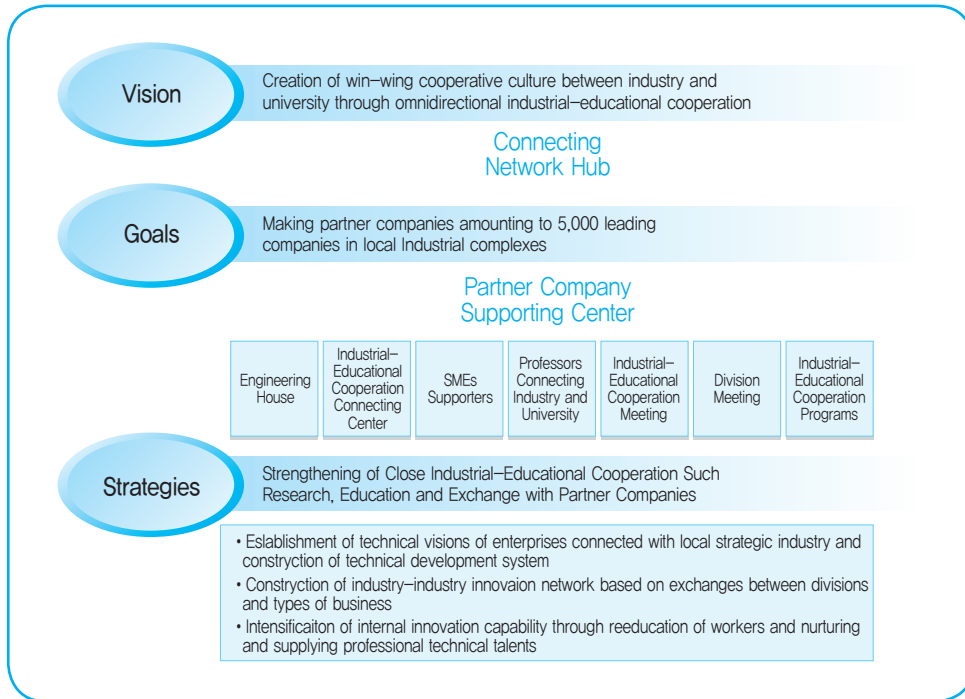 Vision
Creation of win–wing cooperative culture between industry and
university through omnidirectional industrial–educational cooperation
Connecting
Network Hub
Goals
Making partner companies amounting to 5,000 leading
companies in local Industrial complexes
Partner Company
Supporting Center
Engineering
House
Industrial–
Educational
Cooperation
Connecting
Center
SMEs
Supporters
Professors
Connecting
Industry and
University
Industrial–
Educational
Cooperation
Meeting
Division
Meeting
Industrial–
Educational
Cooperation
Programs
Strategies
Strengthening of Close Industrial–Educational Cooperation Such
Research, Education and Exchange with Partner Companies
• Eslablishment of technical visions of enterprises connected with local strategic industry and
constryction of technical development system
• Constryction of industry–industry innovaion network based on exchanges between divisions
and types of business
• Intensificaiton of internal innovation capability through reeducation of workers and nurturing
and supplying professional technical talents